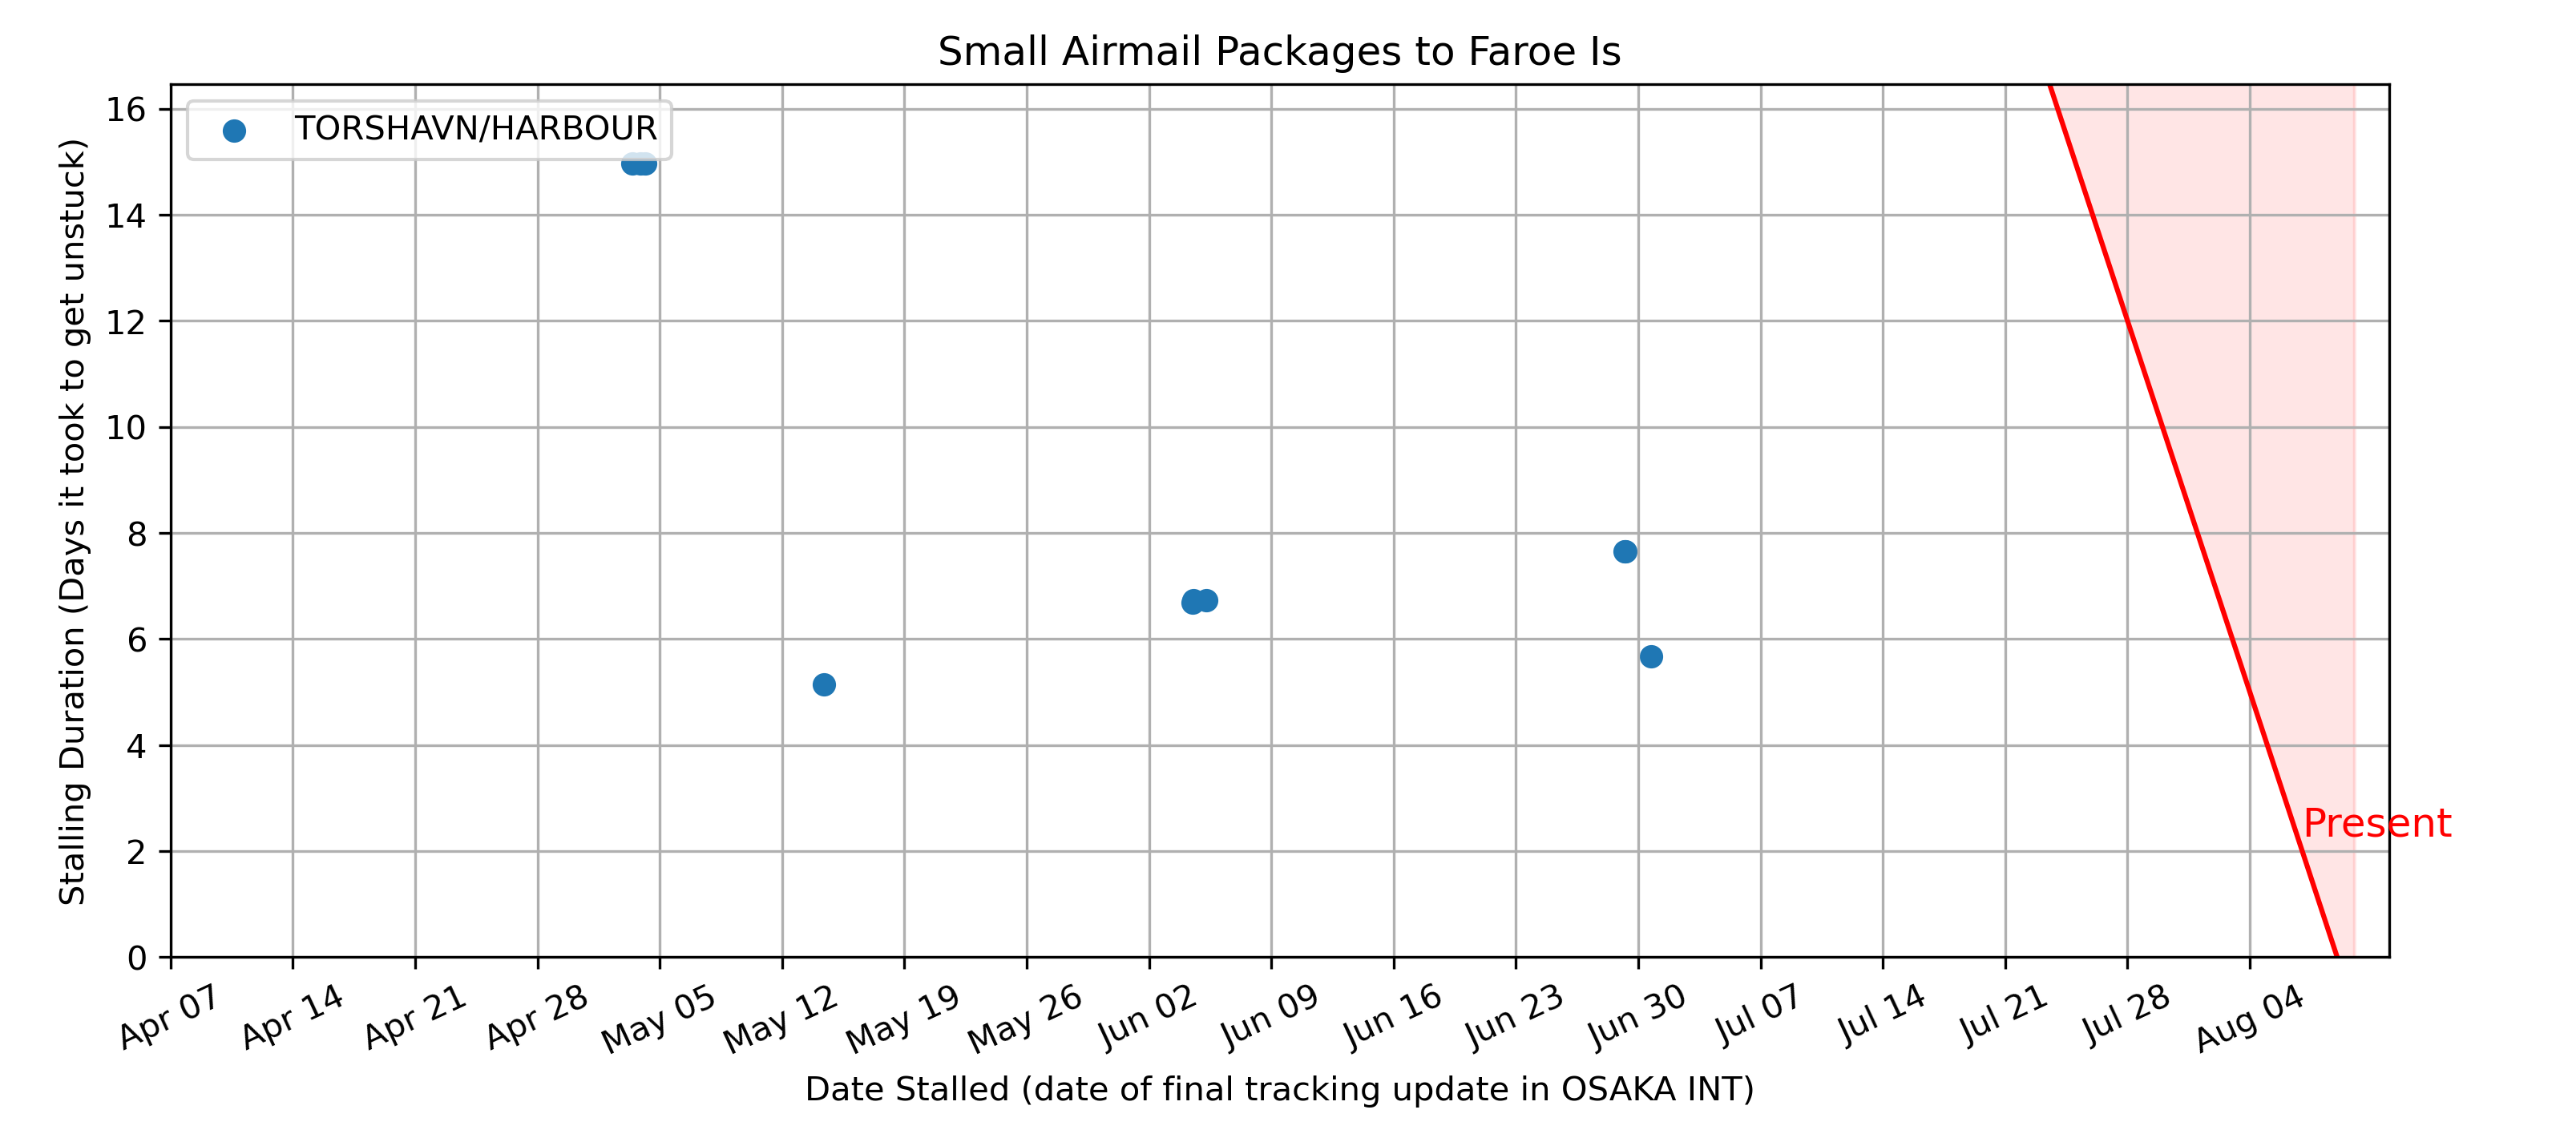 Small Airmail Packages to Faroe Is
TORSHAVN/HARBOUR
Stalling Duration (Days it took to get unstuck)
16
14
12
10
8
6
4
2
0
Present
Apr 07
Apr 14
Apr 21
Apr 28
May 05
May 12
May 19
May 26
Jun 02
Jun 09
Jun 16
Jun 23
Jun 30
Jul 07
Jul 14
Jul 21
Jul 28
Aug 04
Date Stalled (date of final tracking update in OSAKA INT)